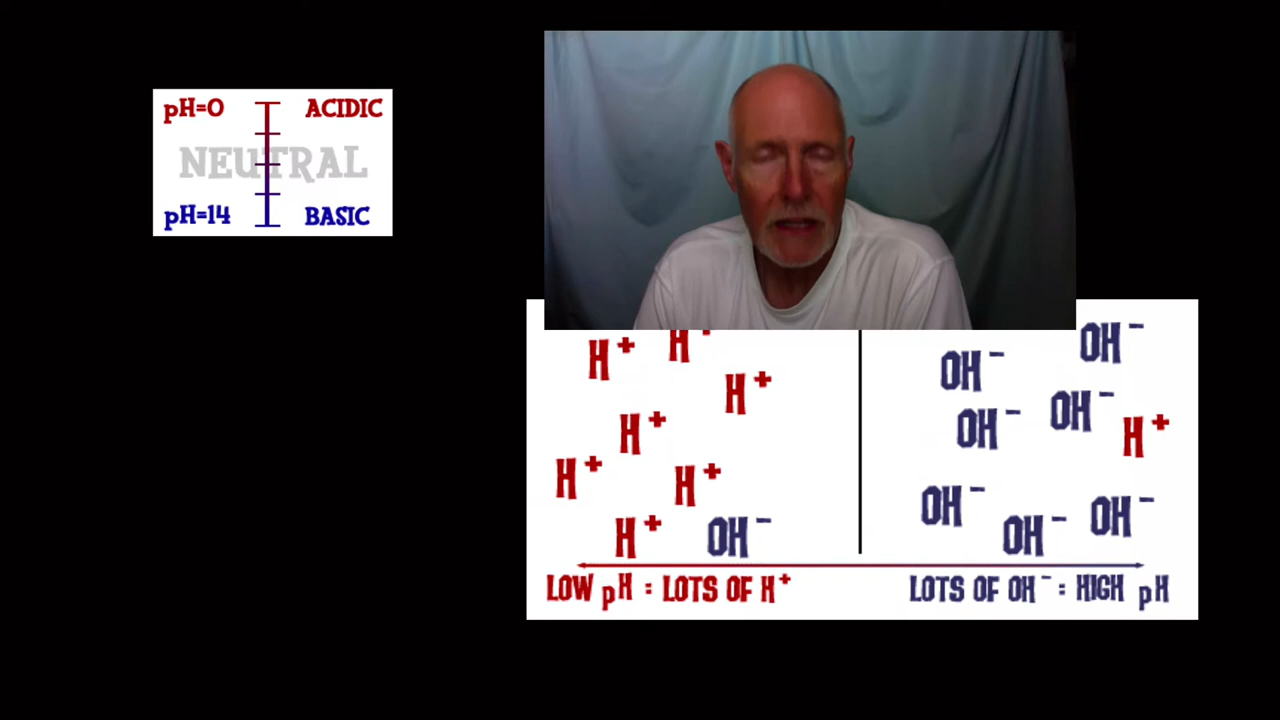 pH=0 ACIDIC
NEUTRAL
pH=14 BASIC
H+ H+
H+
H+
H+
H+
H+ OH−
OH−
OH−
OH−
OH−
H+
OH−
OH−
OH−
LOW pH = LOTS OF H+
LOTS OF OH− = HIGH pH